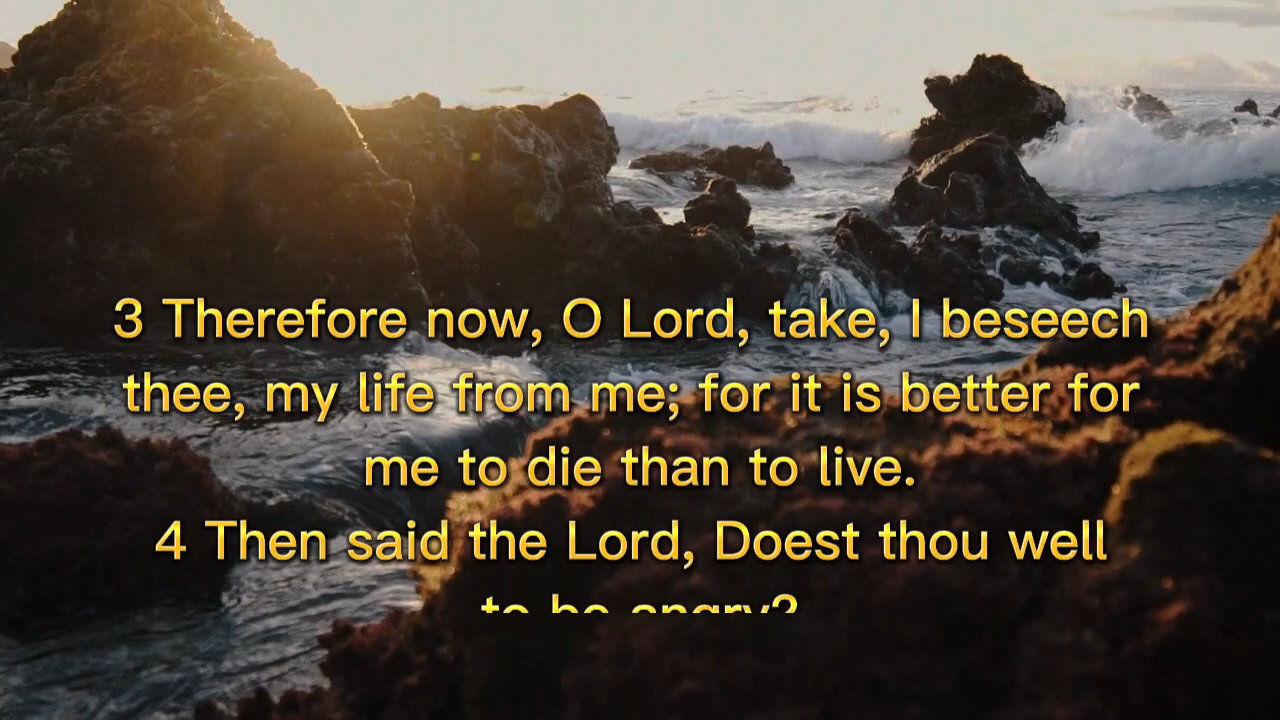 3 Therefore now, O Lord, take, I beseech
thee, my life from me; for it is better for
me to die than to live.
4 Then said the Lord, Doest thou well
to be angry?